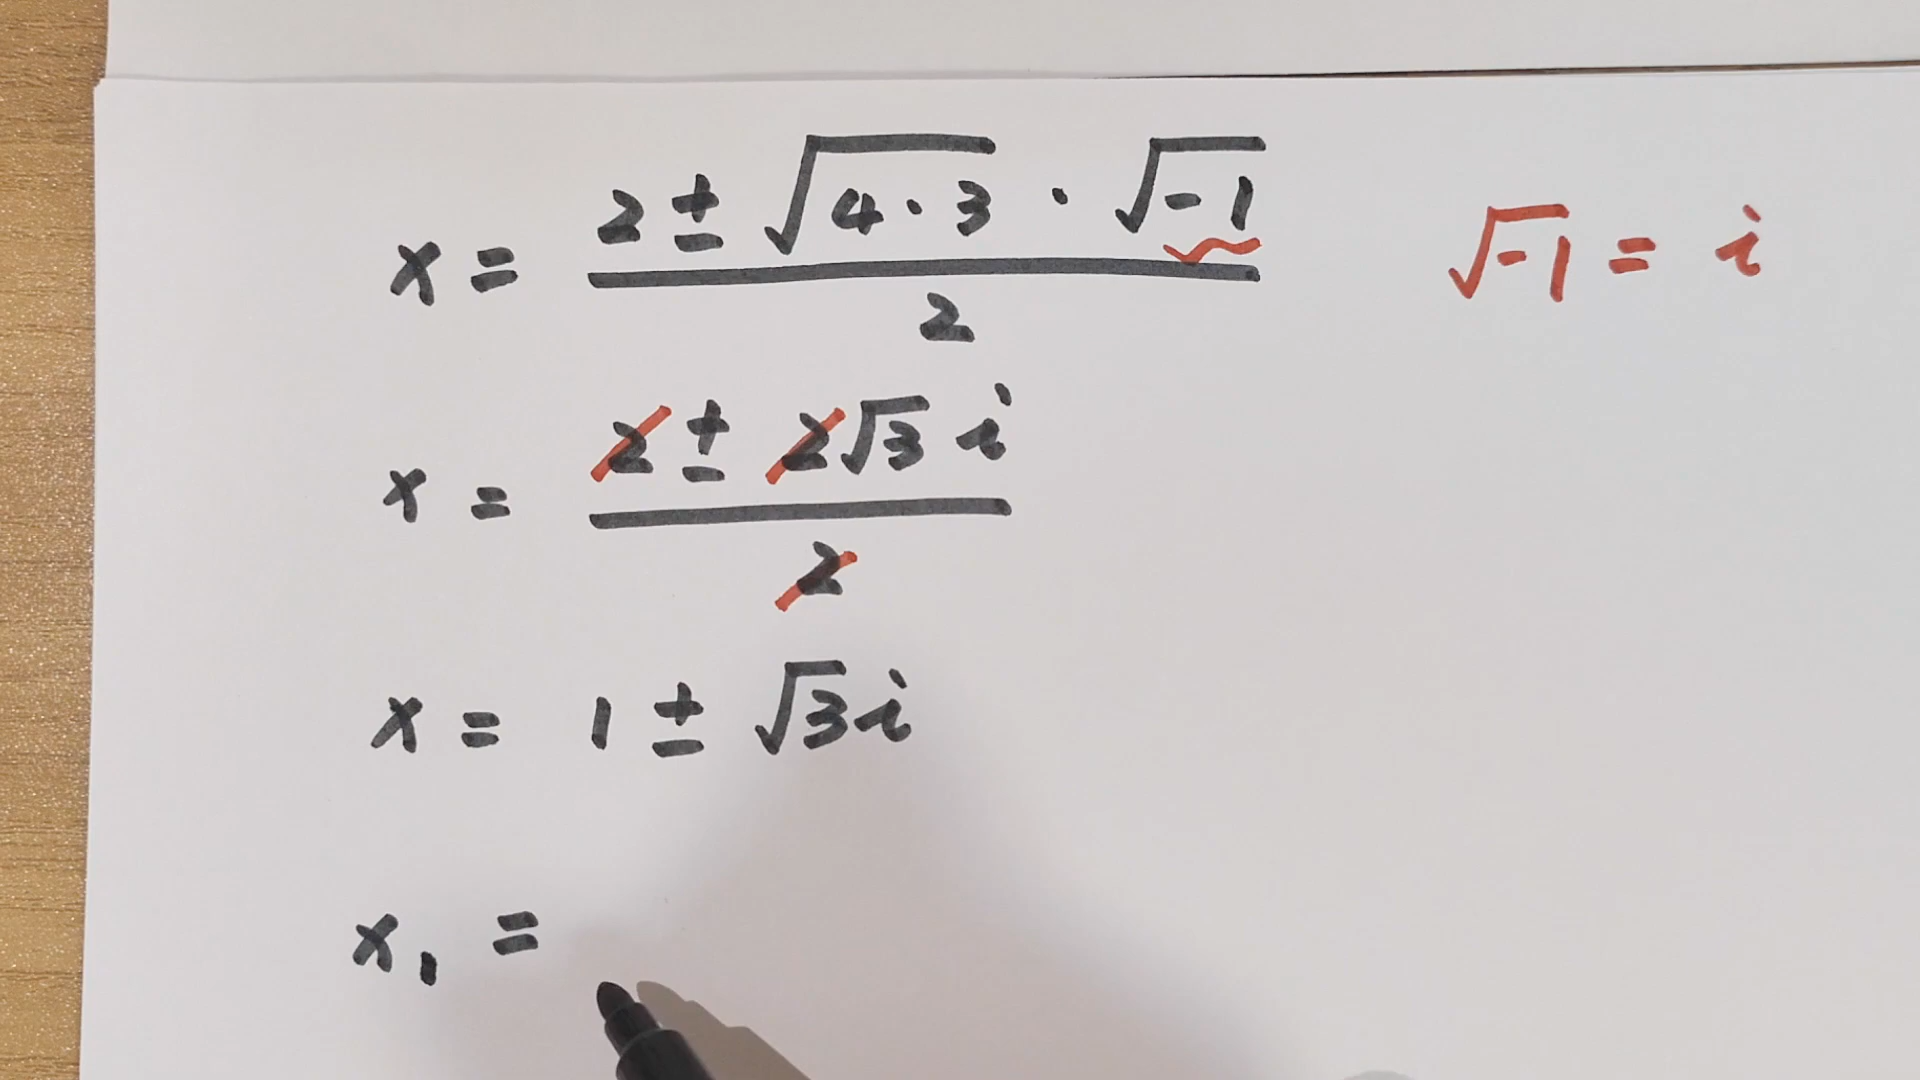 x = (2 ± √(4·3) · √(-1)) / 2
√(-1) = i
x = (2 ± 2√3 i) / 2
x = 1 ± √3 i
x₁ =